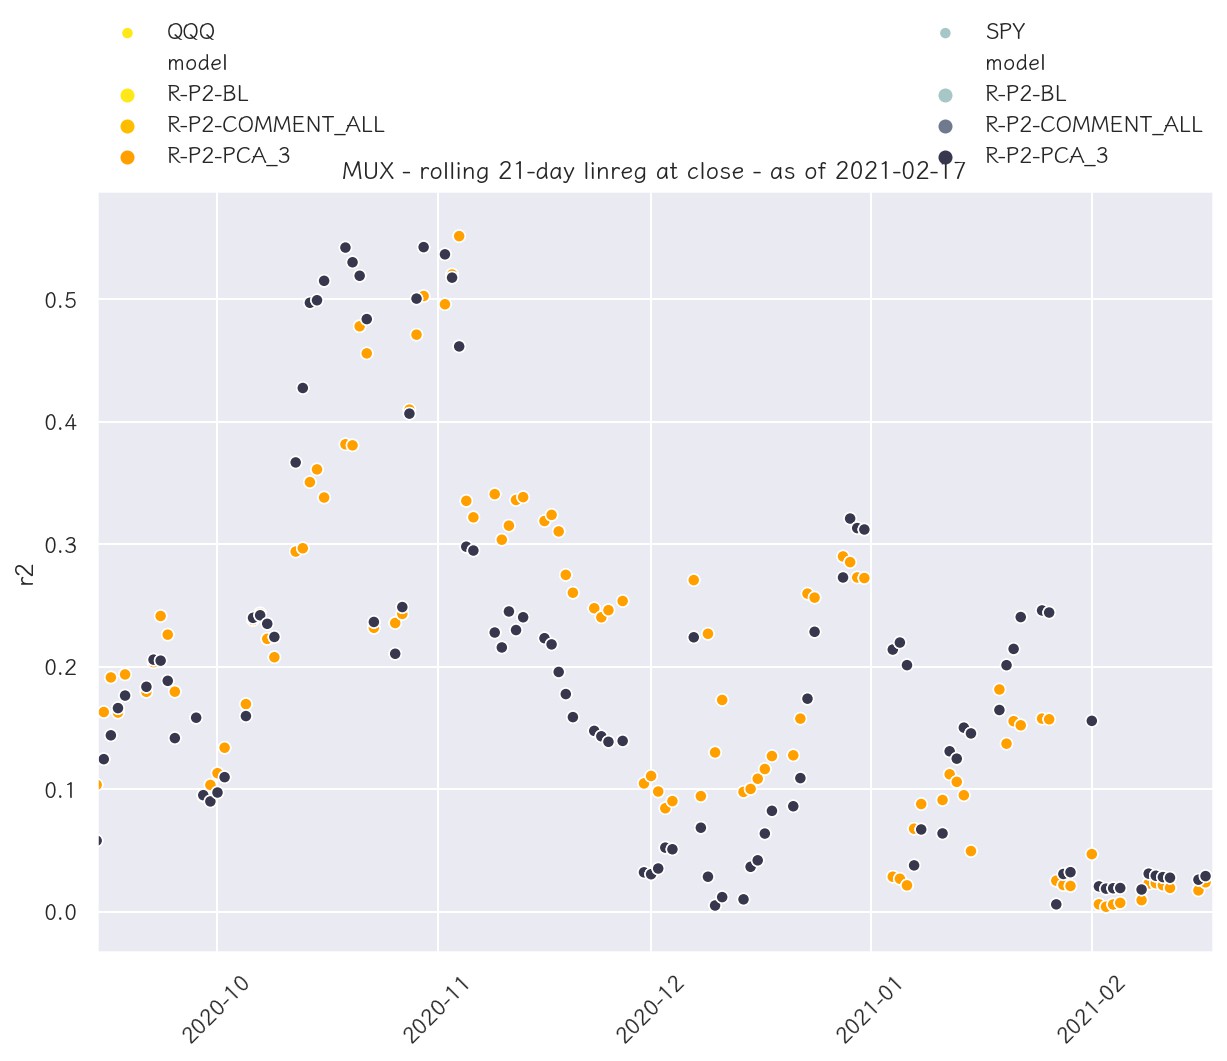 QQQ
model
R-P2-BL
R-P2-COMMENT_ALL
R-P2-PCA_3
SPY
model
R-P2-BL
R-P2-COMMENT_ALL
R-P2-PCA_3
MUX - rolling 21-day linreg at close - as of 2021-02-17
r2
0.5
0.4
0.3
0.2
0.1
0.0
2020-10
2020-11
2020-12
2021-01
2021-02